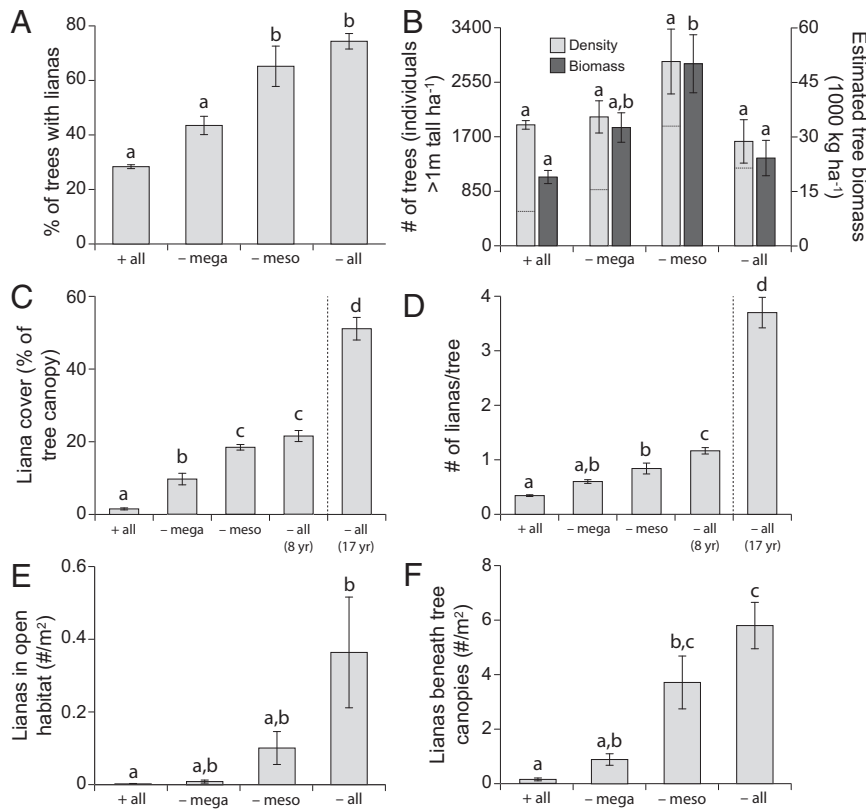 A
% of trees with lianas
80
60
40
20
0
a
a
b
b
+ all
– mega
– meso
– all
B
# of trees (individuals
>1m tall ha⁻¹)
3400
2550
1700
850
0
Density
Biomass
a
a
a
a,b
a
b
a
a
60
45
30
15
0
Estimated tree biomass
(1000 kg ha⁻¹)
+ all
– mega
– meso
– all
C
Liana cover (% of
tree canopy)
60
40
20
0
a
b
c
c
d
+ all
– mega
– meso
– all
(8 yr)
– all
(17 yr)
D
# of lianas/tree
4
3
2
1
0
a
a,b
b
c
d
+ all
– mega
– meso
– all
(8 yr)
– all
(17 yr)
E
Lianas in open
habitat (#/m²)
0.6
0.4
0.2
0
a
a,b
a,b
b
+ all
– mega
– meso
– all
F
Lianas beneath tree
canopies (#/m²)
8
6
4
2
0
a
a,b
b,c
c
+ all
– mega
– meso
– all